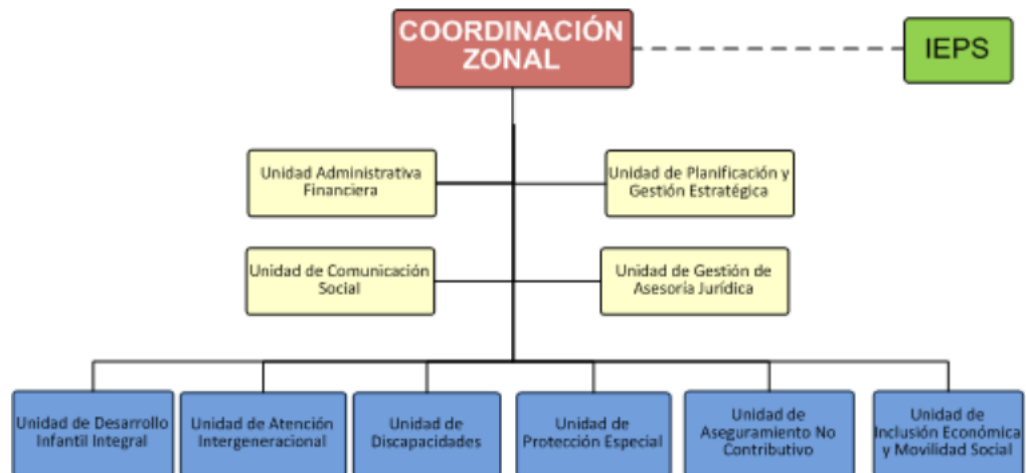 COORDINACIÓN
ZONAL
IEPS
Unidad Administrativa
Financiera
Unidad de Planificación y
Gestión Estratégica
Unidad de Comunicación
Social
Unidad de Gestión de
Asesoría Jurídica
Unidad de Desarrollo
Infantil Integral
Unidad de Atención
Intergeneracional
Unidad de
Discapacidades
Unidad de
Protección Especial
Unidad de
Aseguramiento No
Contributivo
Unidad de
Inclusión Económica
y Movilidad Social